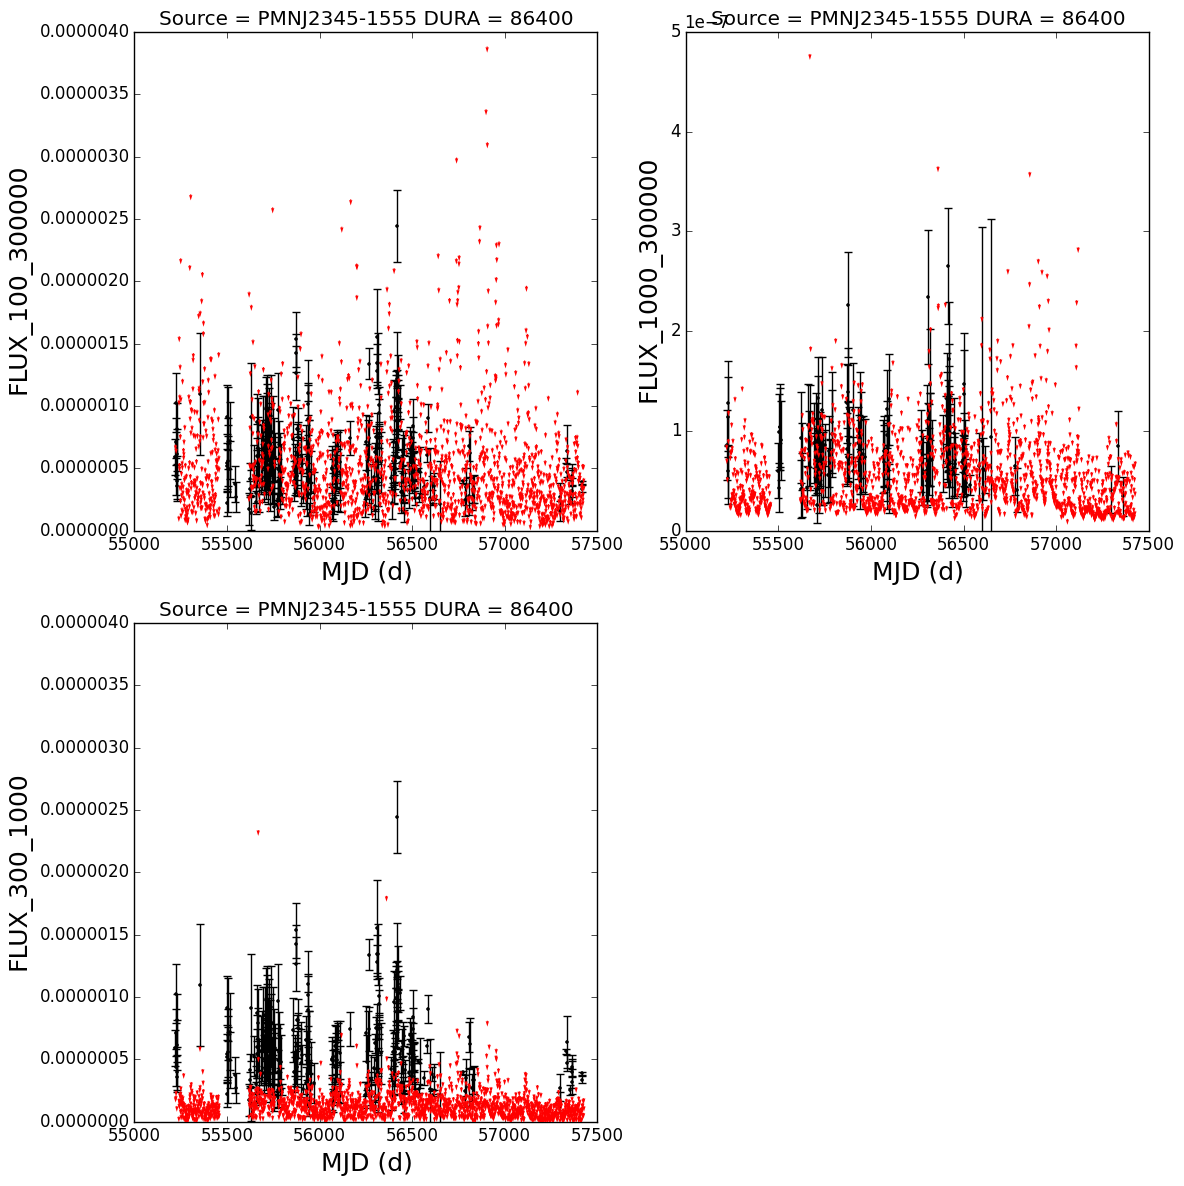 Source = PMNJ2345-1555 DURA = 86400
0.0000040
0.0000035
0.0000030
0.0000025
0.0000020
0.0000015
0.0000010
0.0000005
0.0000000
FLUX_100_300000
55000 55500 56000 56500 57000 57500
MJD (d)
1e−7
Source = PMNJ2345-1555 DURA = 86400
5
4
3
2
1
0
FLUX_1000_300000
55000 55500 56000 56500 57000 57500
MJD (d)
Source = PMNJ2345-1555 DURA = 86400
0.0000040
0.0000035
0.0000030
0.0000025
0.0000020
0.0000015
0.0000010
0.0000005
0.0000000
FLUX_300_1000
55000 55500 56000 56500 57000 57500
MJD (d)